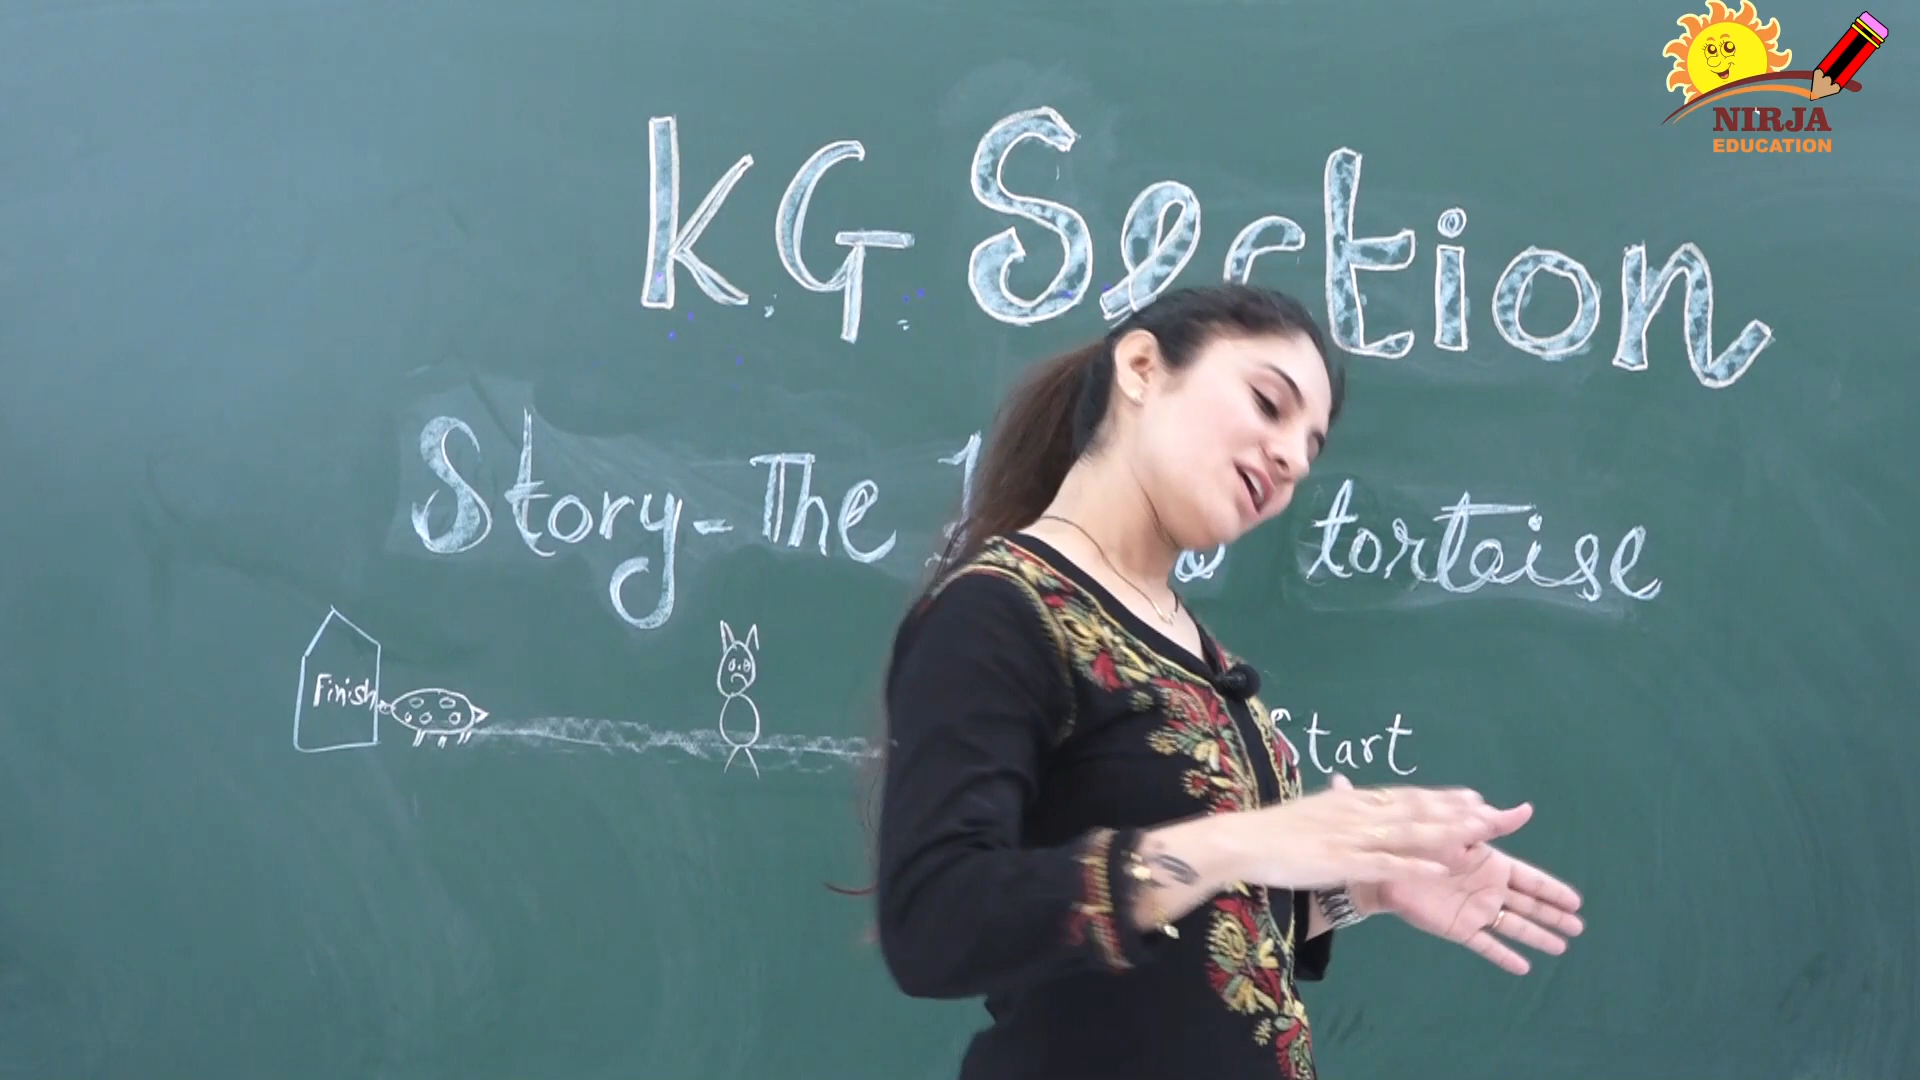 NIRJA
EDUCATION
KG Section
Story - The tortoise
Finish
Start